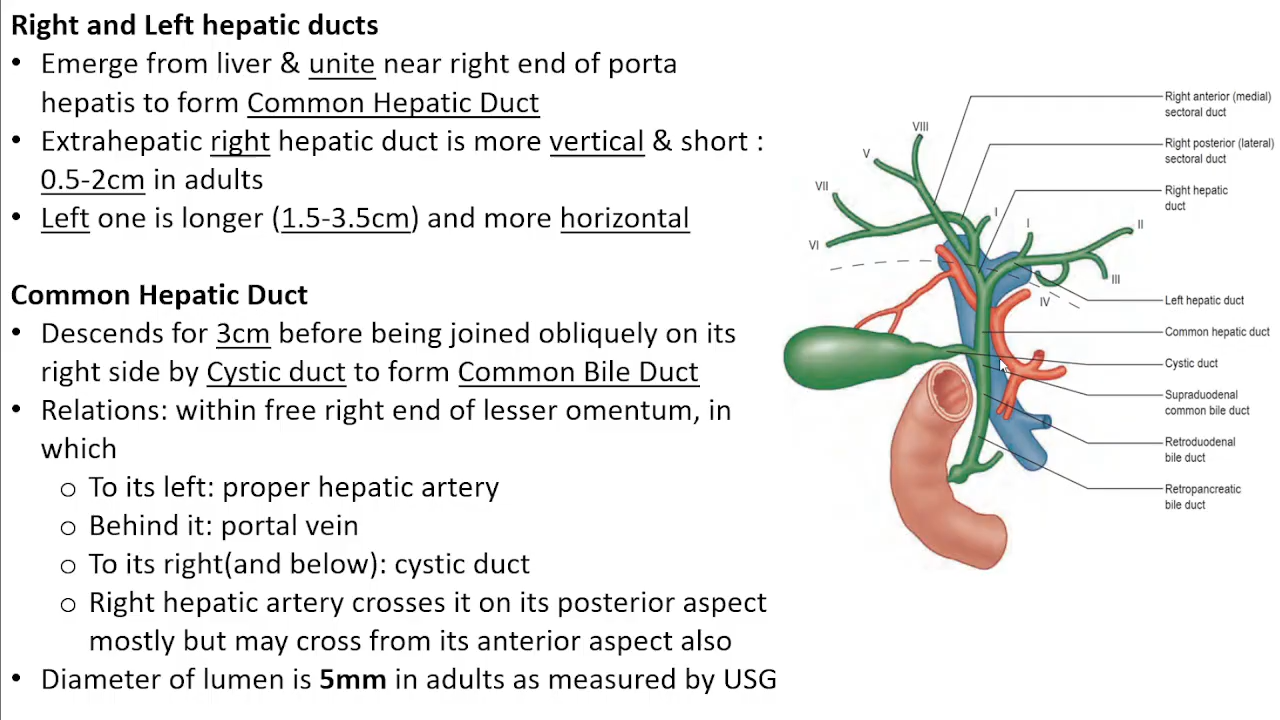 Right and Left hepatic ducts
• Emerge from liver & unite near right end of porta
hepatis to form Common Hepatic Duct
• Extrahepatic right hepatic duct is more vertical & short :
0.5-2cm in adults
• Left one is longer (1.5-3.5cm) and more horizontal
Common Hepatic Duct
• Descends for 3cm before being joined obliquely on its
right side by Cystic duct to form Common Bile Duct
• Relations: within free right end of lesser omentum, in
which
o To its left: proper hepatic artery
o Behind it: portal vein
o To its right(and below): cystic duct
o Right hepatic artery crosses it on its posterior aspect
mostly but may cross from its anterior aspect also
• Diameter of lumen is 5mm in adults as measured by USG
VIII
V
VII
VI
I
I
II
III
IV
Right anterior (medial)
sectoral duct
Right posterior (lateral)
sectoral duct
Right hepatic
duct
Left hepatic duct
Common hepatic duct
Cystic duct
Supraduodenal
common bile duct
Retroduodenal
bile duct
Retropancreatic
bile duct